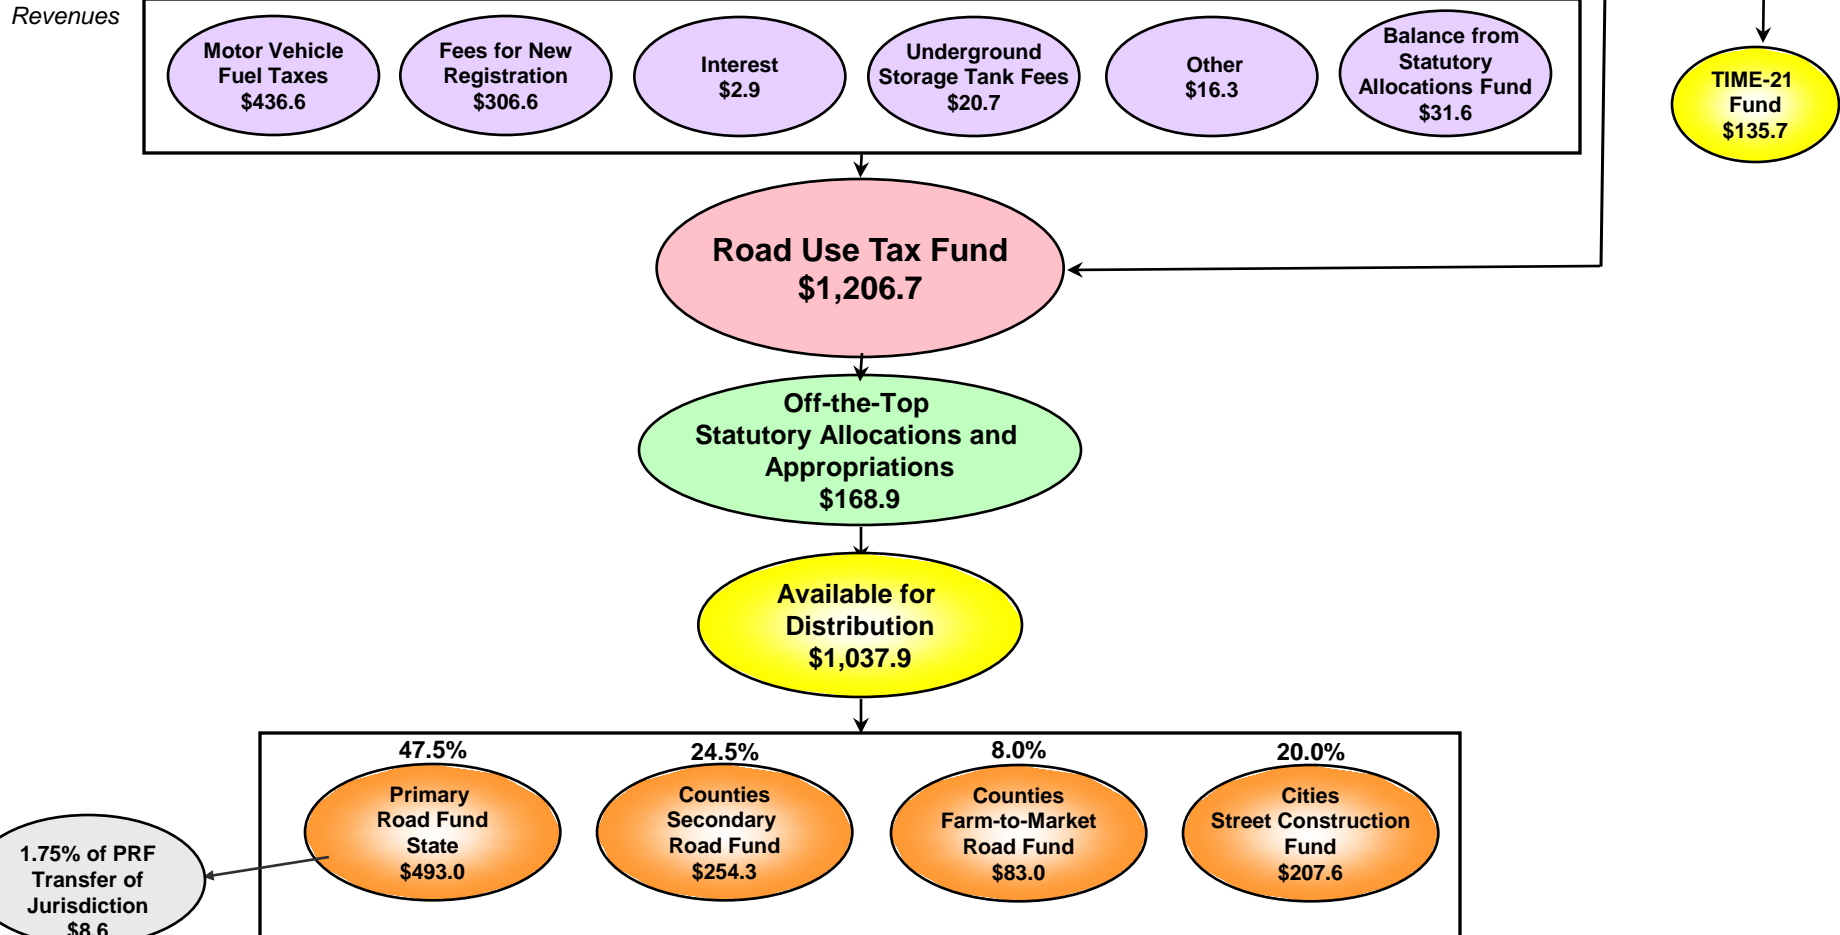 Revenues
Motor Vehicle
Fuel Taxes
$436.6
Fees for New
Registration
$306.6
Interest
$2.9
Underground
Storage Tank Fees
$20.7
Other
$16.3
Balance from
Statutory
Allocations Fund
$31.6
TIME-21
Fund
$135.7
Road Use Tax Fund
$1,206.7
Off-the-Top
Statutory Allocations and
Appropriations
$168.9
Available for
Distribution
$1,037.9
47.5%
Primary
Road Fund
State
$493.0
24.5%
Counties
Secondary
Road Fund
$254.3
8.0%
Counties
Farm-to-Market
Road Fund
$83.0
20.0%
Cities
Street Construction
Fund
$207.6
1.75% of PRF
Transfer of
Jurisdiction
$8.6